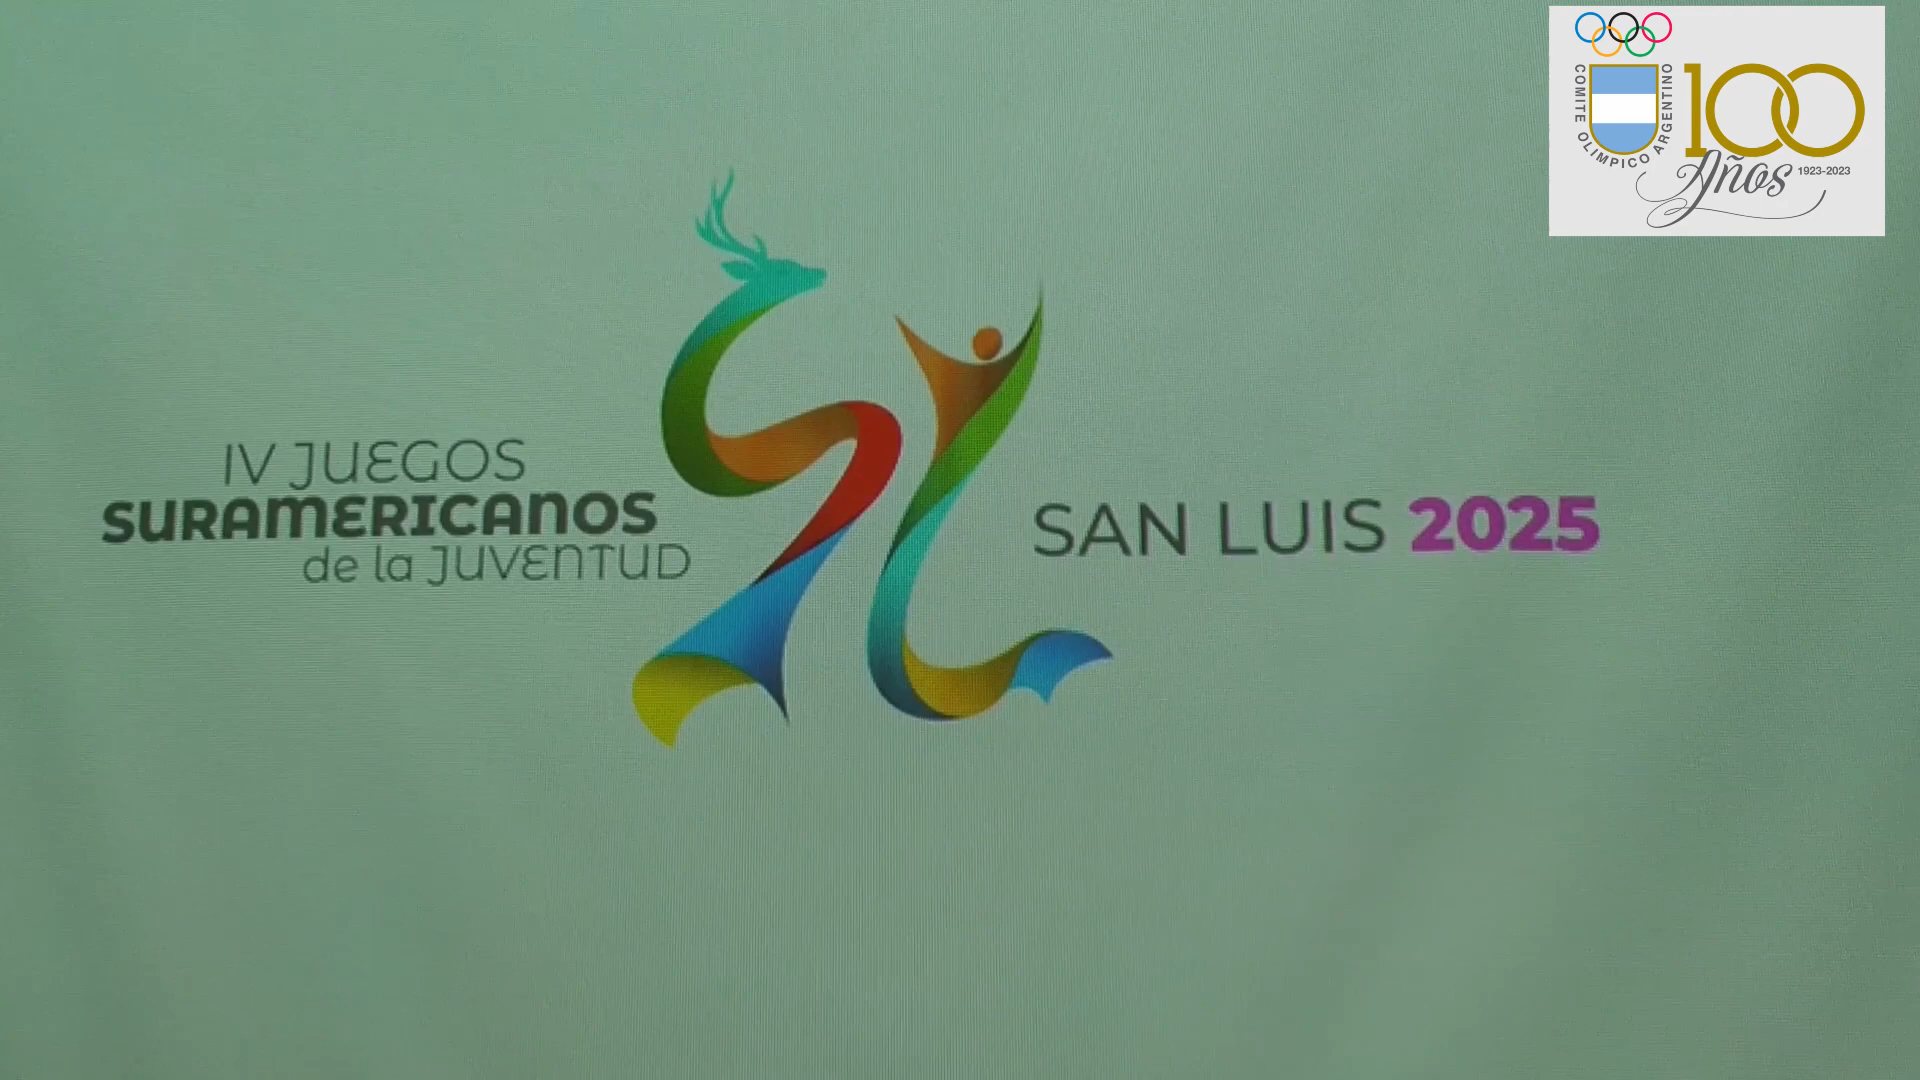 COMITE OLIMPICO ARGENTINO
100
Años 1923-2023
IV JUEGOS
SURAMERICANOS
de la JUVENTUD
SAN LUIS 2025